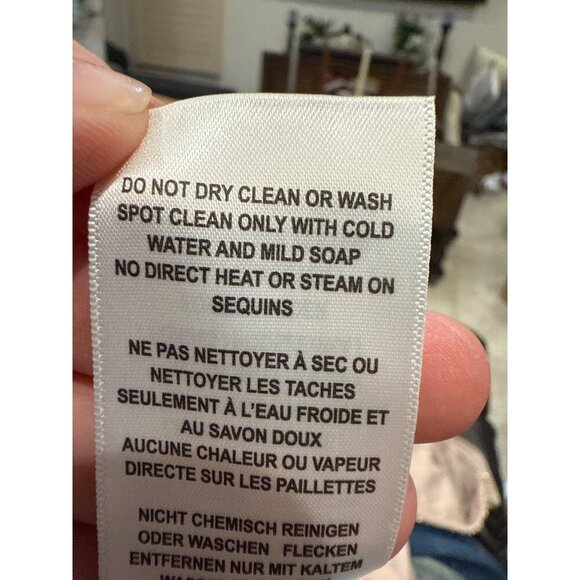 DO NOT DRY CLEAN OR WASH
SPOT CLEAN ONLY WITH COLD
WATER AND MILD SOAP
NO DIRECT HEAT OR STEAM ON
SEQUINS
NE PAS NETTOYER À SEC OU
NETTOYER LES TACHES
SEULEMENT À L'EAU FROIDE ET
AU SAVON DOUX
AUCUNE CHALEUR OU VAPEUR
DIRECTE SUR LES PAILLETTES
NICHT CHEMISCH REINIGEN
ODER WASCHEN FLECKEN
ENTFERNEN NUR MIT KALTEM